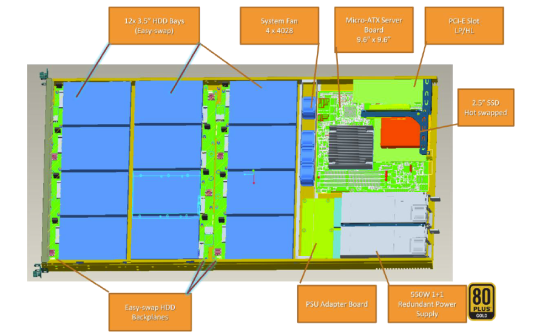 12x 3.5" HDD Bays
(Easy-swap)
System Fan
4 x 4028
Micro-ATX Server
Board
9.6" x 9.6"
PCI-E Slot
LP/HL
2.5" SSD
Hot swapped
Easy-swap HDD
Backplanes
PSU Adapter Board
550W 1+1
Redundant Power
Supply
80
PLUS
GOLD